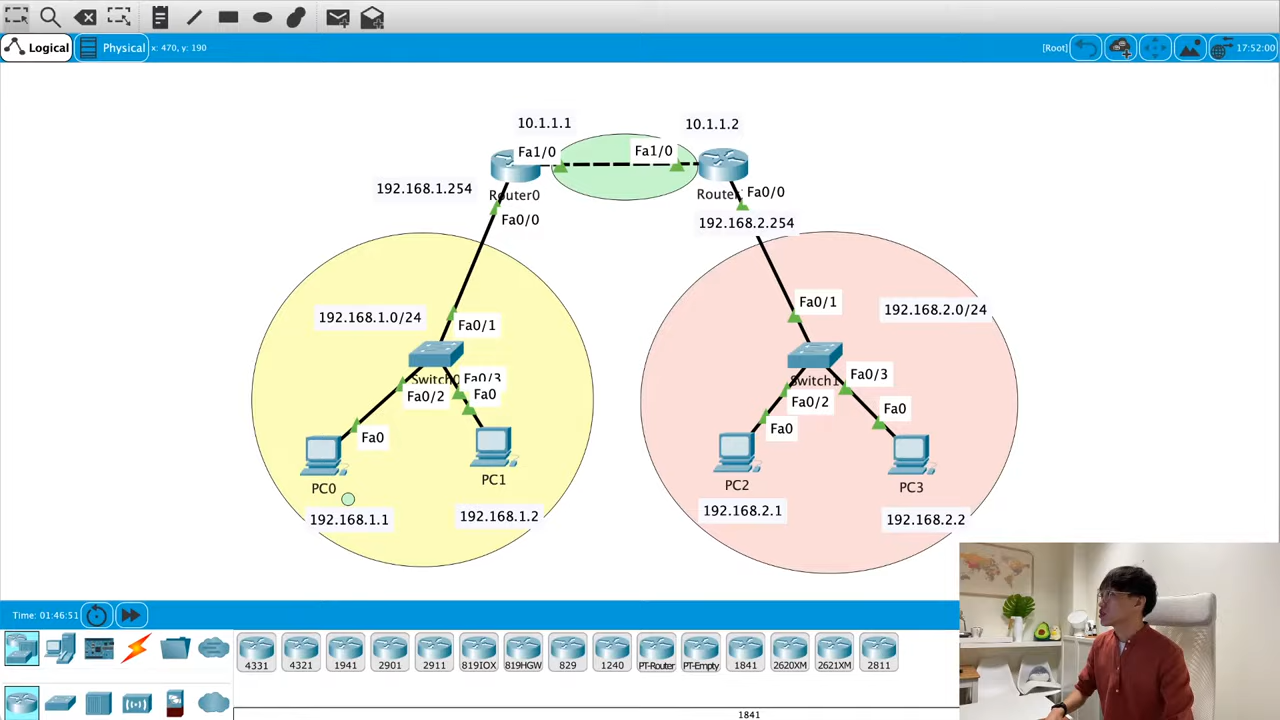 Logical
Physical
x: 470, y: 190
[Root]
17:52:00
10.1.1.1
10.1.1.2
Fa1/0
Fa1/0
192.168.1.254
Router0
Router
Fa0/0
Fa0/0
192.168.2.254
192.168.1.0/24
Fa0/1
Fa0/1
192.168.2.0/24
Switch0
Fa0/3
Fa0/2
Fa0
Switch1
Fa0/3
Fa0/2
Fa0
Fa0
Fa0
PC0
PC1
PC2
PC3
192.168.1.1
192.168.1.2
192.168.2.1
192.168.2.2
Time: 01:46:51
4331
4321
1941
2901
2911
819IOX
819HGW
829
1240
PT-Router
PT-Empty
1841
2620XM
2621XM
2811
1841